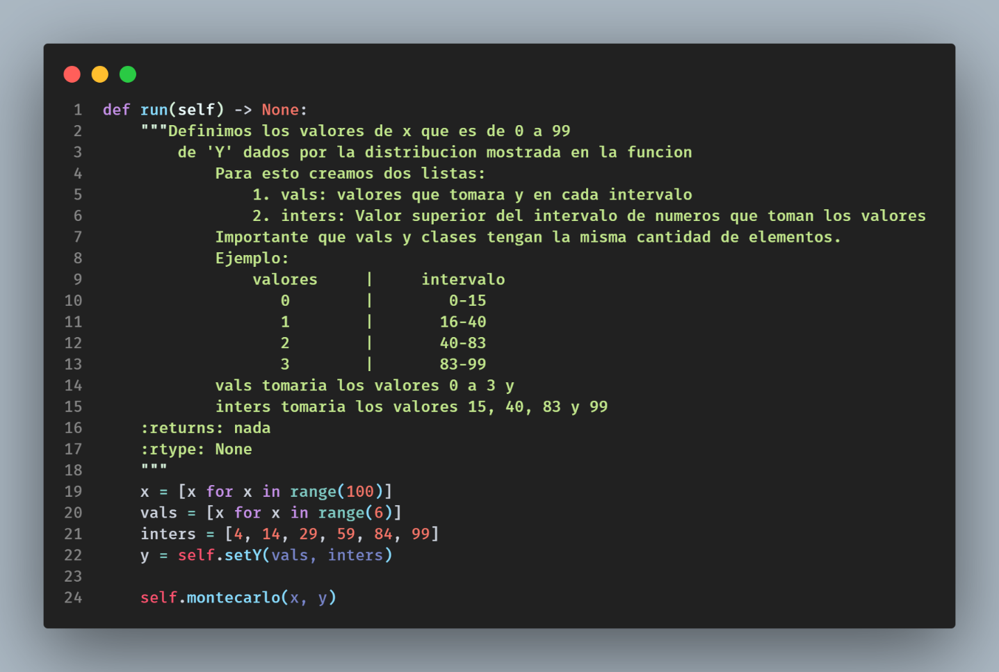 1 def run(self) -> None:
2     """Definimos los valores de x que es de 0 a 99
3         de 'Y' dados por la distribucion mostrada en la funcion
4             Para esto creamos dos listas:
5                 1. vals: valores que tomara y en cada intervalo
6                 2. inters: Valor superior del intervalo de numeros que toman los valores
7             Importante que vals y clases tengan la misma cantidad de elementos.
8             Ejemplo:
9                 valores     |     intervalo
10                   0        |        0-15
11                   1        |       16-40
12                   2        |       40-83
13                   3        |       83-99
14             vals tomaria los valores 0 a 3 y
15             inters tomaria los valores 15, 40, 83 y 99
16     :returns: nada
17     :rtype: None
18     """
19     x = [x for x in range(100)]
20     vals = [x for x in range(6)]
21     inters = [4, 14, 29, 59, 84, 99]
22     y = self.setY(vals, inters)
23
24     self.montecarlo(x, y)